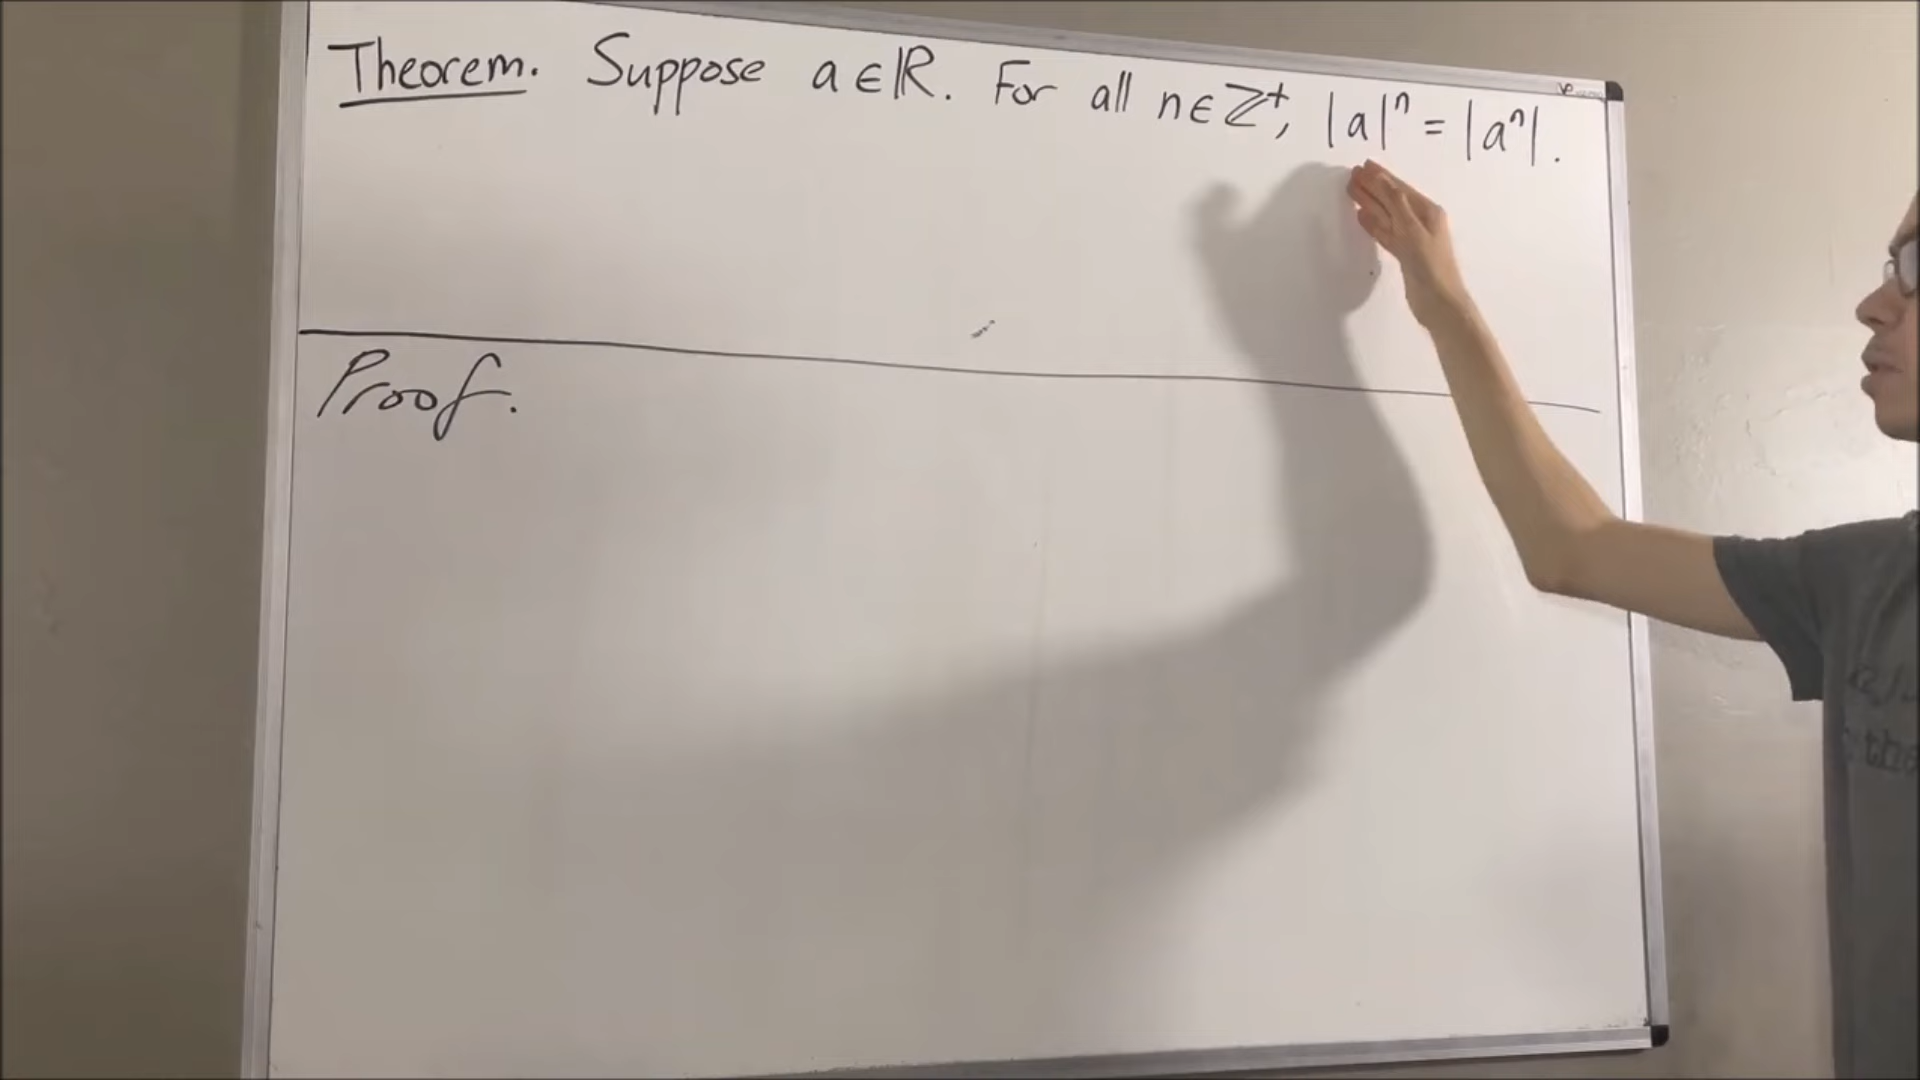 Theorem. Suppose a∈ℝ. For all n∈ℤ⁺, |a|ⁿ = |aⁿ|.
Proof.